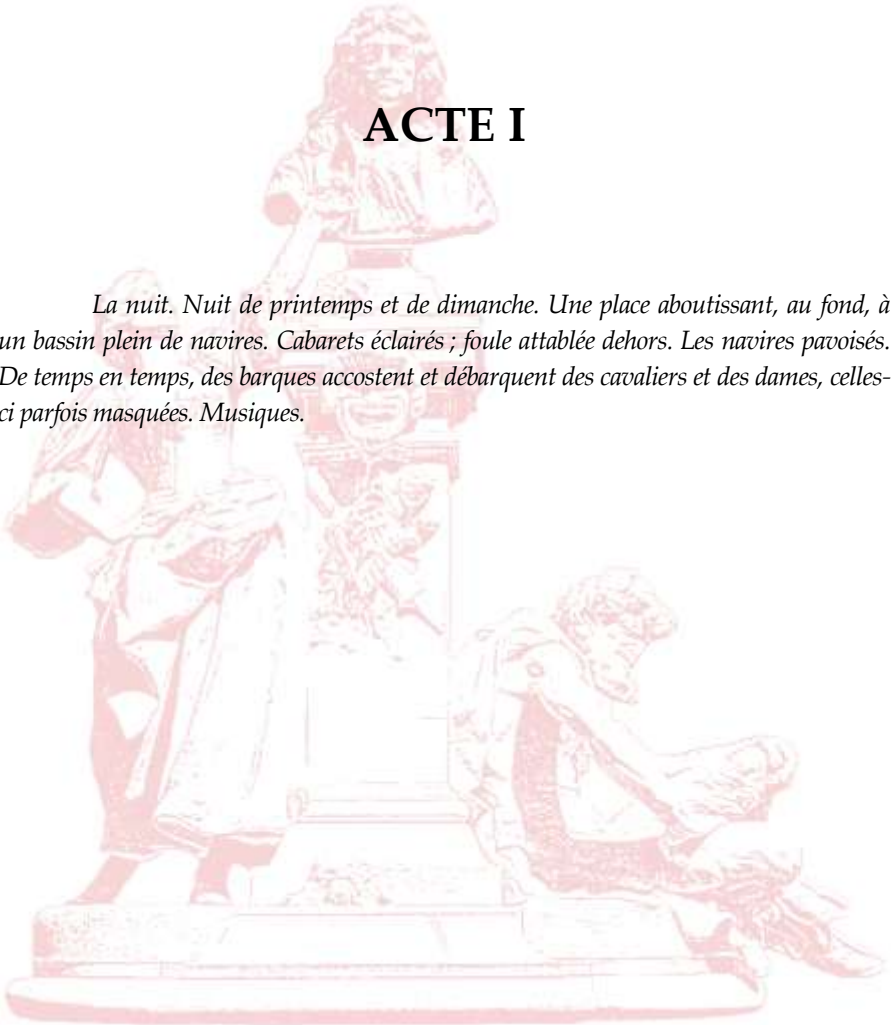 ACTE I
La nuit. Nuit de printemps et de dimanche. Une place aboutissant, au fond, à
un bassin plein de navires. Cabarets éclairés ; foule attablée dehors. Les navires pavoisés.
De temps en temps, des barques accostent et débarquent des cavaliers et des dames, celles-
ci parfois masquées. Musiques.